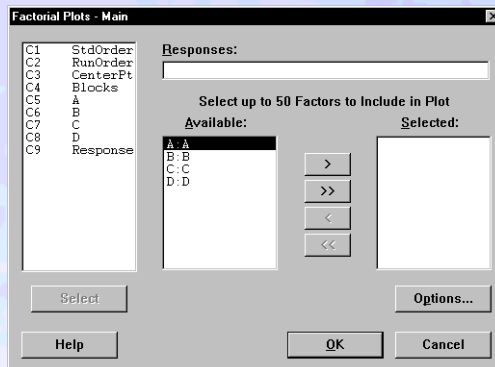 Factorial Plots - Main
C1 StdOrder
C2 RunOrder
C3 CenterPt
C4 Blocks
C5 A
C6 B
C7 C
C8 D
C9 Response
Responses:
Select up to 50 Factors to Include in Plot
Available:
Selected:
A:A
B:B
C:C
D:D
>
>>
<
<<
Select
Options...
Help
OK
Cancel